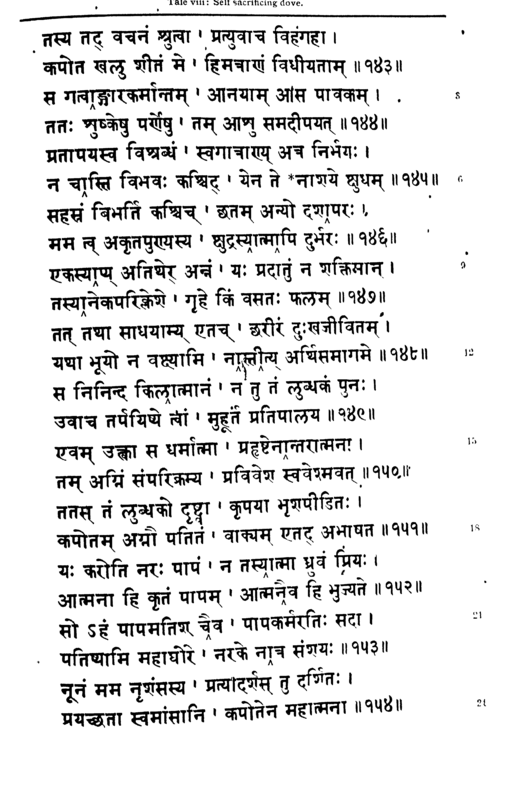 Tale viii: Self sacrificing dove.
तस्य तद् वचनं श्रुत्वा ' प्रत्युवाच विहंगहा ।
कपोत खलु शीतं मे ' हिमत्राणं विधीयताम् ॥१४३॥
स गत्वाङ्गारकर्मान्तम् ' आनयाम् आस पावकम् ।
3
ततः शुष्केषु पर्णेषु ' तम् आशु समदीपयत् ॥१४४॥
प्रतापयस्व विश्रब्धं ' स्वगात्राण्य् अत्र निर्भयः ।
न चास्ति विभवः कश्चिद् ' येन ते *नाशये क्षुधम् ॥१४५॥
6
सहस्रं बिभर्ति कश्चिच् ' छतम् अन्यो दशापरः ।
मम त्व् अकृतपुण्यस्य ' क्षुद्रस्यात्मापि दुर्भरः ॥१४६॥
एकस्याप्य् अतिथेर् अन्नं ' यः प्रदातुं न शक्तिमान् ।
9
तस्यानेकपरिक्लेशे ' गृहे किं वसतः फलम् ॥१४७॥
तत् तथा साधयाम्य् एतच् ' छरीरं दुःखजीवितम् ।
यथा भूयो न वक्ष्यामि ' नास्तीत्य् अर्थिसमागमे ॥१४८॥
12
स निनिन्द किलात्मानं ' न तु तं लुब्धकं पुनः ।
उवाच तर्पयिष्ये त्वां ' मुहूर्तं प्रतिपालय ॥१४९॥
एवम् उक्त्वा स धर्मात्मा ' प्रहृष्टेनान्तरात्मना ।
15
तम् अग्निं संपरिक्रम्य ' प्रविवेश स्ववेश्मवत् ॥१५०॥
ततस् तं लुब्धको दृष्ट्वा ' कृपया भृशपीडितः ।
कपोतम् अग्नौ पतितं ' वाक्यम् एतद् अभाषत ॥१५१॥
18
यः करोति नरः पापं ' न तस्यात्मा ध्रुवं प्रियः ।
आत्मना हि कृतं पापम् ' आत्मनैव हि भुज्यते ॥१५२॥
सो ऽहं पापमतिश् चैव ' पापकर्मरतिः सदा ।
21
पतिष्यामि महाघोरे ' नरके नात्र संशयः ॥१५३॥
नूनं मम नृशंसस्य ' प्रत्यादर्शस् तु दर्शितः ।
प्रयच्छता स्वमांसानि ' कपोतेन महात्मना ॥१५४॥
24